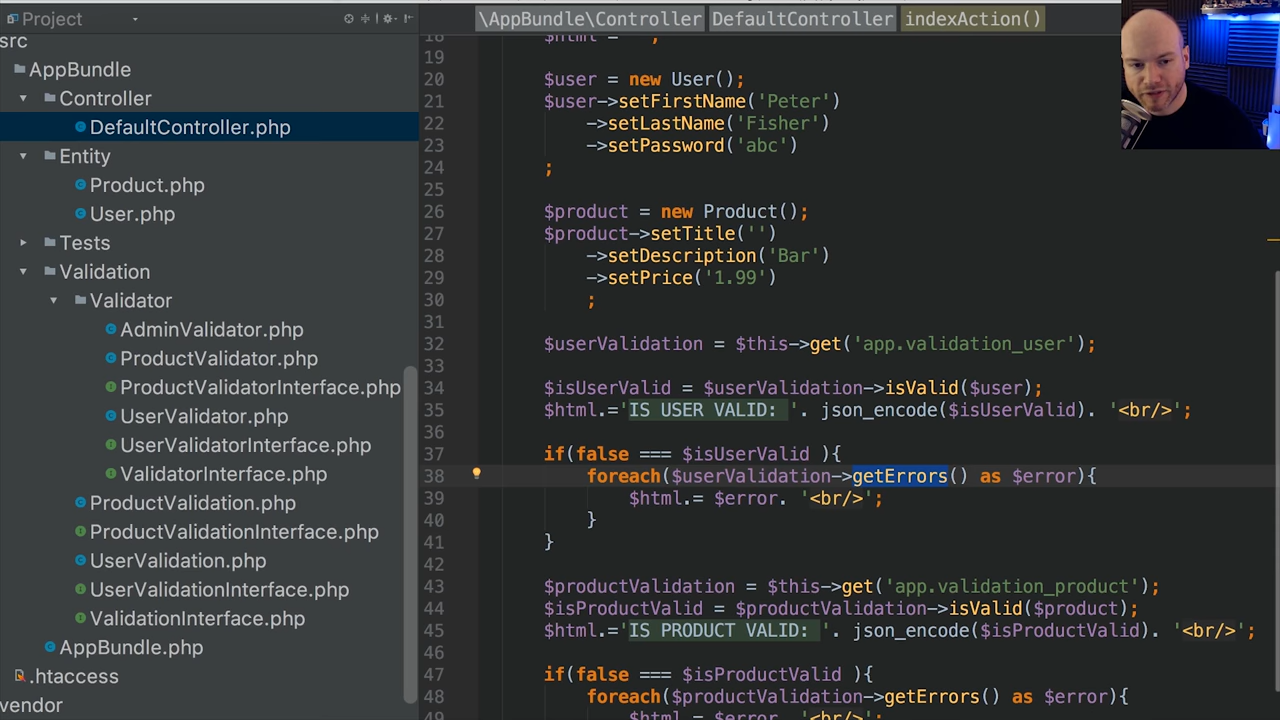 Project
\AppBundle\Controller DefaultController indexAction()
src
AppBundle
Controller
DefaultController.php
Entity
Product.php
User.php
Tests
Validation
Validator
AdminValidator.php
ProductValidator.php
ProductValidatorInterface.php
UserValidator.php
UserValidatorInterface.php
ValidatorInterface.php
ProductValidation.php
ProductValidationInterface.php
UserValidation.php
UserValidationInterface.php
ValidationInterface.php
AppBundle.php
.htaccess
vendor
18 $html = '';
19
20 $user = new User();
21 $user->setFirstName('Peter')
22 ->setLastName('Fisher')
23 ->setPassword('abc')
24 ;
25
26 $product = new Product();
27 $product->setTitle('')
28 ->setDescription('Bar')
29 ->setPrice('1.99')
30 ;
31
32 $userValidation = $this->get('app.validation_user');
33
34 $isUserValid = $userValidation->isValid($user);
35 $html.='IS USER VALID: '. json_encode($isUserValid). '<br/>';
36
37 if(false === $isUserValid ){
38 foreach($userValidation->getErrors() as $error){
39 $html.= $error. '<br/>';
40 }
41 }
42
43 $productValidation = $this->get('app.validation_product');
44 $isProductValid = $productValidation->isValid($product);
45 $html.='IS PRODUCT VALID: '. json_encode($isProductValid). '<br/>';
46
47 if(false === $isProductValid ){
48 foreach($productValidation->getErrors() as $error){
49 $html.= $error. '<br/>';